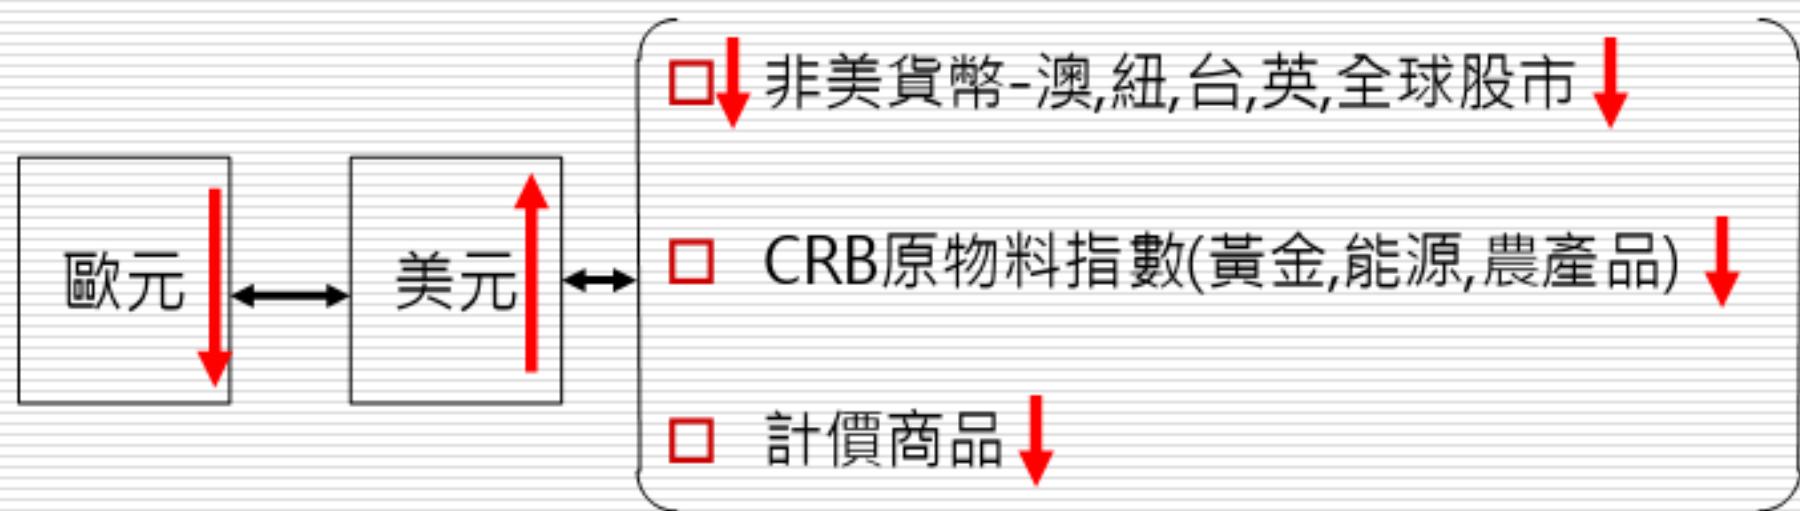 非美貨幣-澳,紐,台,英,全球股市
歐元
美元
CRB原物料指數(黃金,能源,農產品)
計價商品